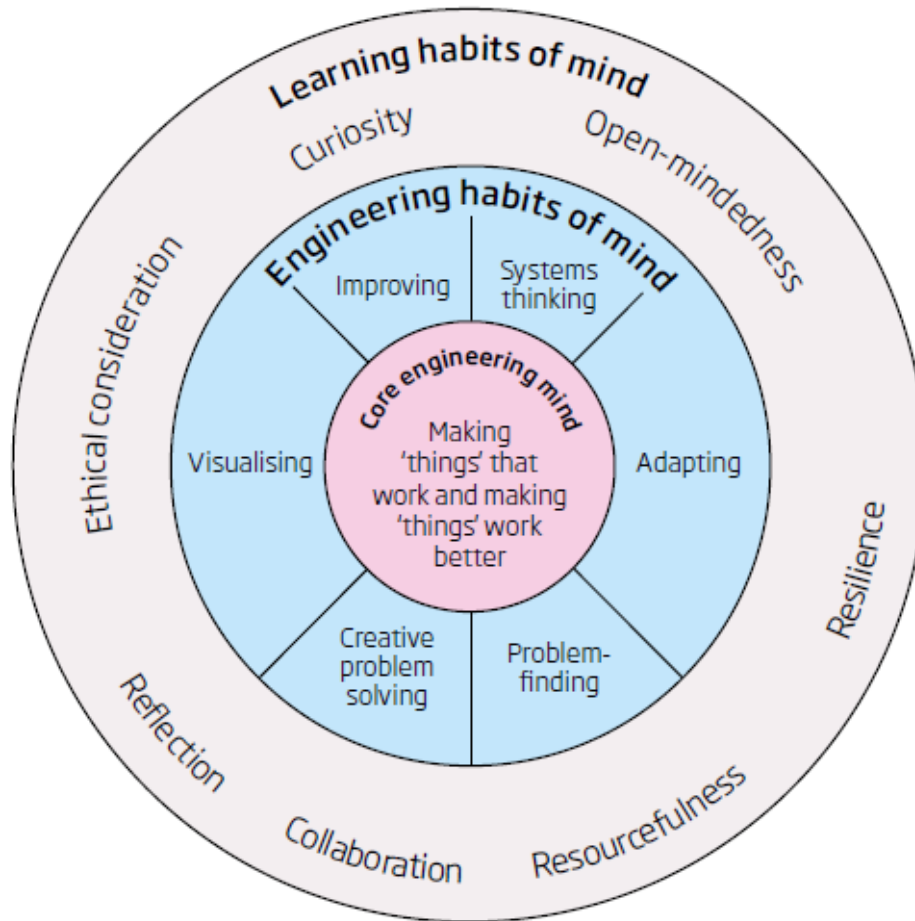 Learning habits of mind
Curiosity
Open-mindedness
Ethical consideration
Resilience
Reflection
Collaboration
Resourcefulness
Engineering habits of mind
Improving
Systems
thinking
Visualising
Adapting
Creative
problem
solving
Problem-
finding
Core engineering mind
Making
'things' that
work and making
'things' work
better